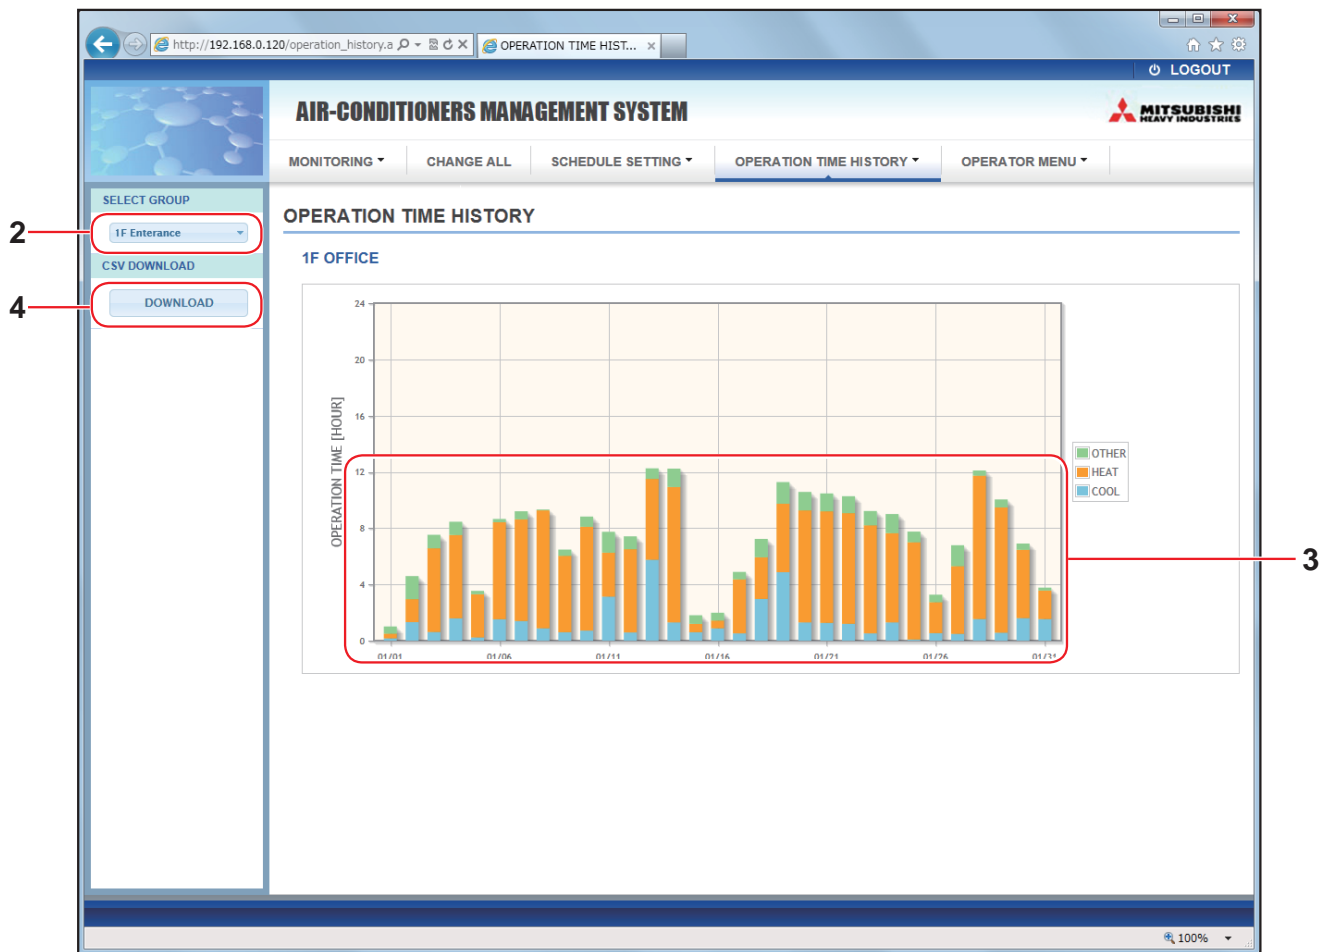 http://192.168.0.120/operation_history.a
OPERATION TIME HIST...
LOGOUT
AIR-CONDITIONERS MANAGEMENT SYSTEM
MITSUBISHI
HEAVY INDUSTRIES
MONITORING
CHANGE ALL
SCHEDULE SETTING
OPERATION TIME HISTORY
OPERATOR MENU
SELECT GROUP
2
1F Enterance
CSV DOWNLOAD
4
DOWNLOAD
OPERATION TIME HISTORY
1F OFFICE
OPERATION TIME [HOUR]
24
20
16
12
8
4
0
01/01
01/06
01/11
01/16
01/21
01/26
01/31
OTHER
HEAT
COOL
3
100%